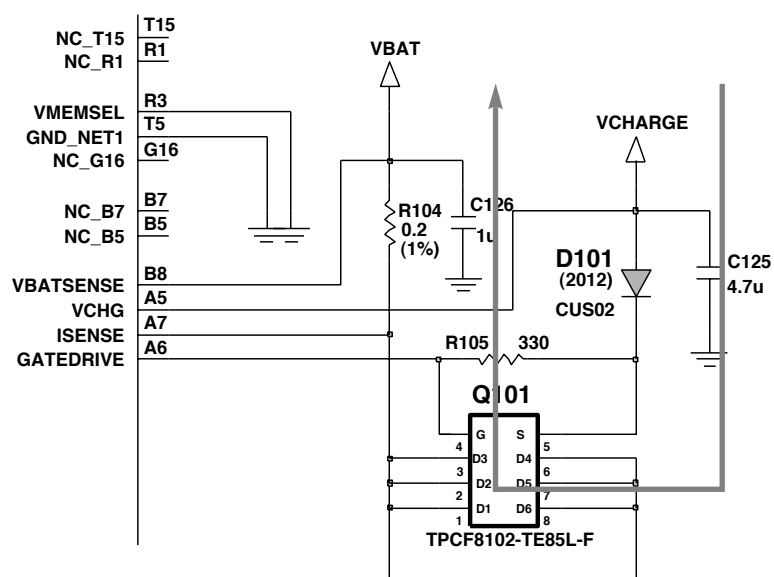 T15
NC_T15
R1
NC_R1
VBAT
R3
VMEMSEL
T5
GND_NET1
G16
NC_G16
VCHARGE
B7
NC_B7
B5
NC_B5
R104
0.2
(1%)
C126
1u
B8
VBATSENSE
A5
VCHG
A7
ISENSE
A6
GATEDRIVE
D101
(2012)
CUS02
C125
4.7u
R105 330
Q101
G S
4 5
D3 D4
3 6
D2 D5
2 7
D1 D6
1 8
TPCF8102-TE85L-F